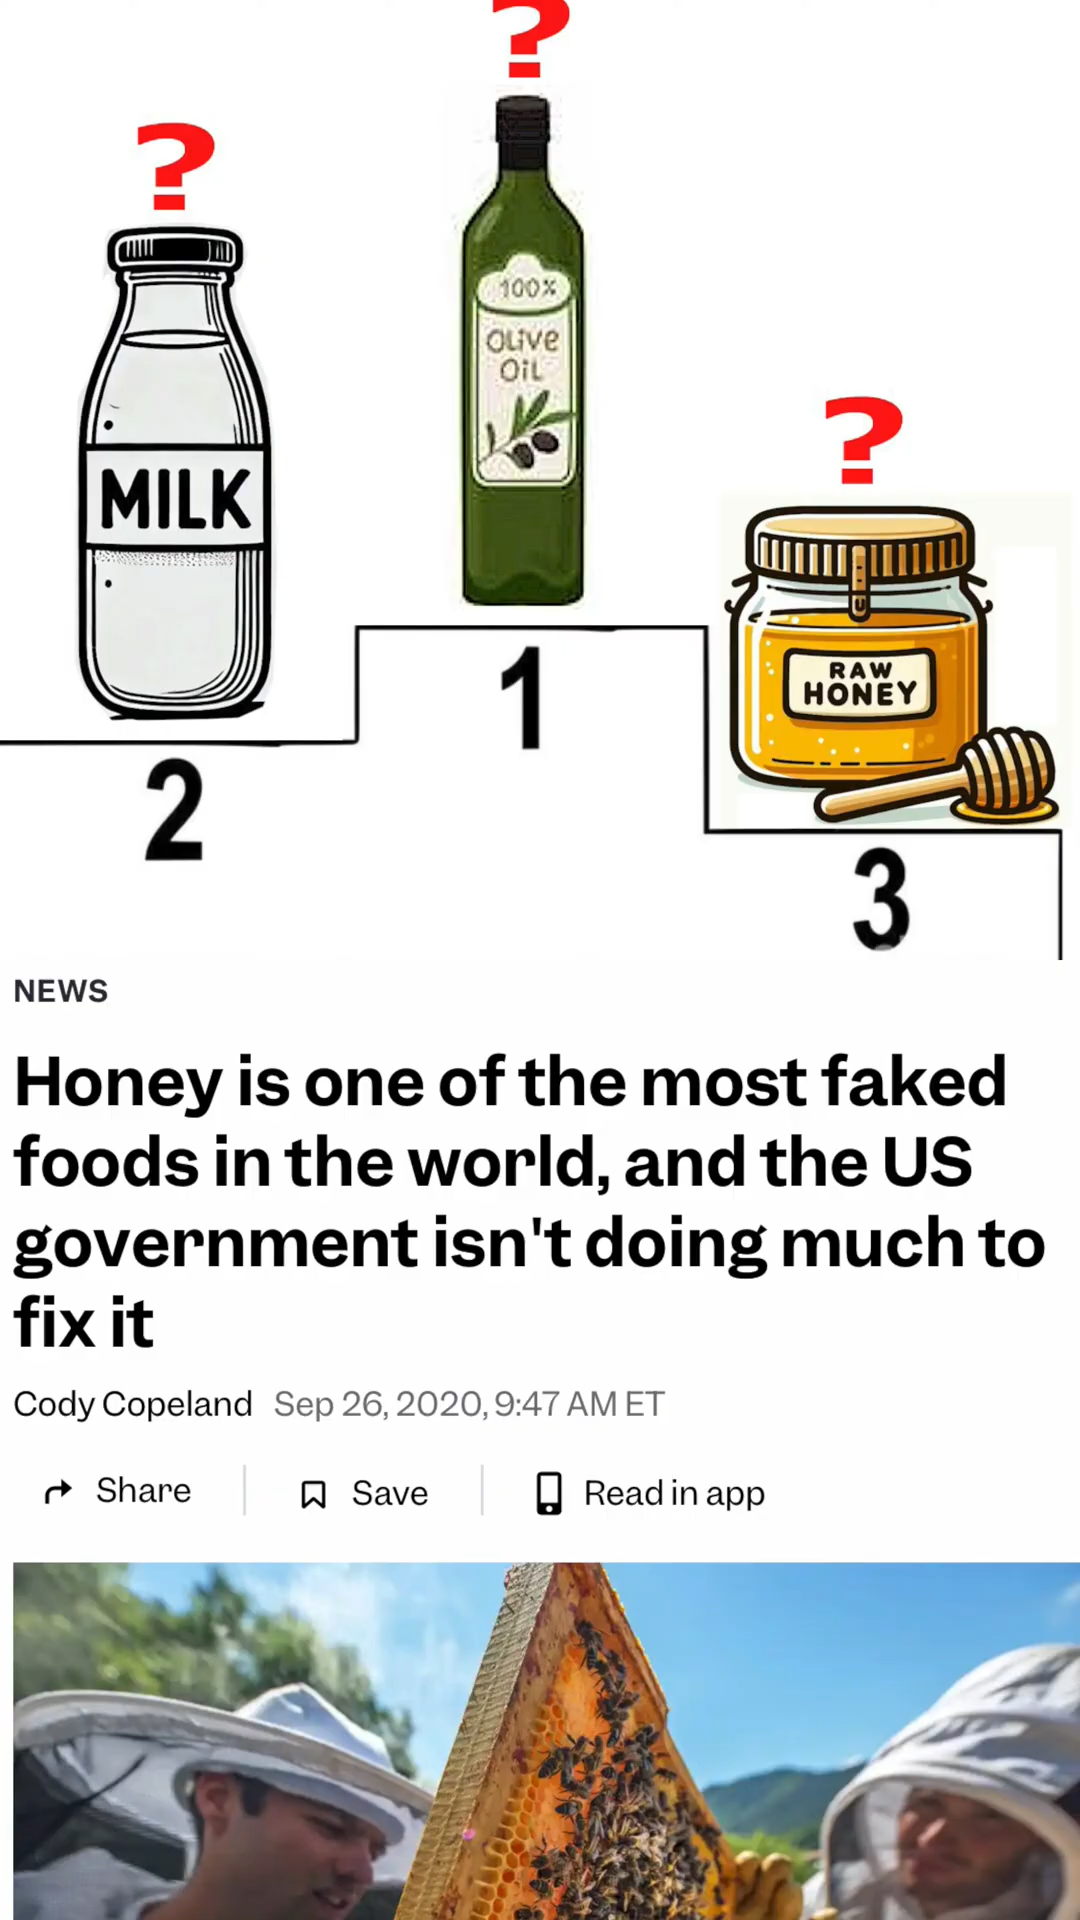 ?
?
100%
OLIVE
OIL
?
MILK
RAW
HONEY
1
2
3
NEWS
Honey is one of the most faked
foods in the world, and the US
government isn't doing much to
fix it
Cody Copeland Sep 26, 2020, 9:47 AM ET
Share Save Read in app